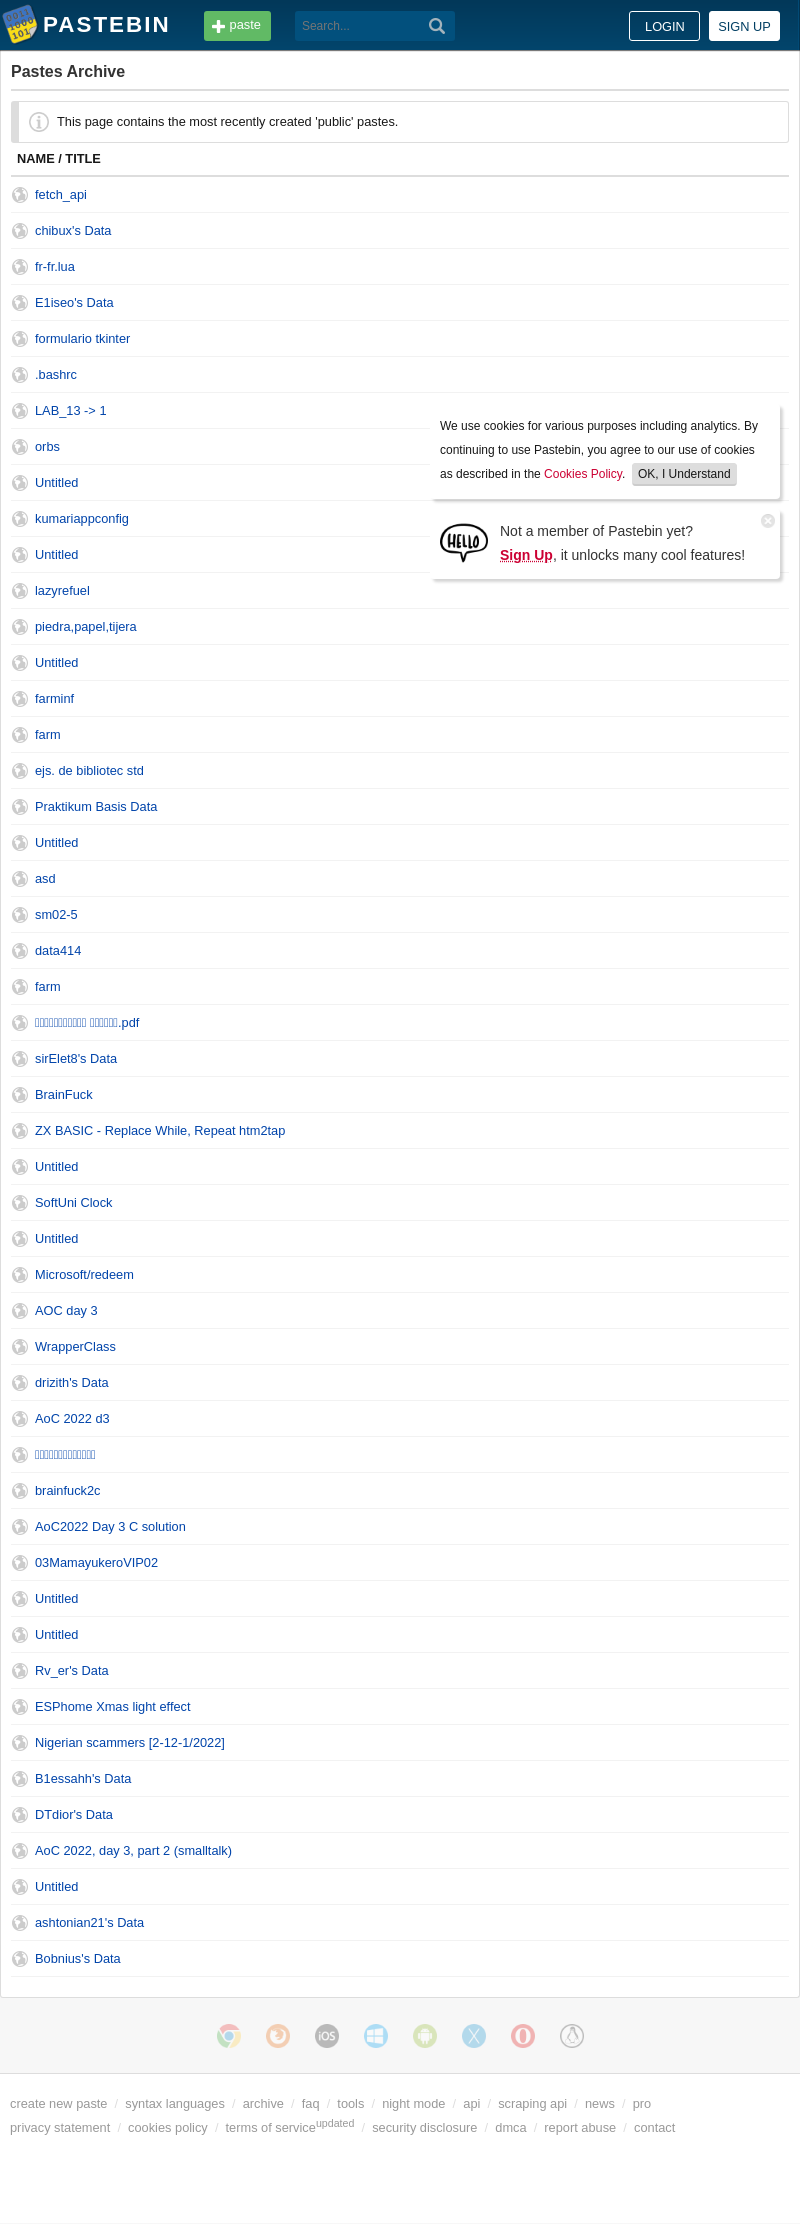 PASTEBIN
paste
Search...
LOGIN
SIGN UP
Pastes Archive
This page contains the most recently created 'public' pastes.
NAME / TITLE
fetch_api
chibux's Data
fr-fr.lua
E1iseo's Data
formulario tkinter
.bashrc
LAB_13 -> 1
orbs
Untitled
kumariappconfig
Untitled
lazyrefuel
We use cookies for various purposes including analytics. By
continuing to use Pastebin, you agree to our use of cookies
as described in the Cookies Policy. OK, I Understand
HELLO
Not a member of Pastebin yet?
Sign Up, it unlocks many cool features!
piedra,papel,tijera
Untitled
farminf
farm
ejs. de bibliotec std
Praktikum Basis Data
Untitled
asd
sm02-5
data414
farm
.pdf
sirElet8's Data
BrainFuck
ZX BASIC - Replace While, Repeat htm2tap
Untitled
SoftUni Clock
Untitled
Microsoft/redeem
AOC day 3
WrapperClass
drizith's Data
AoC 2022 d3
brainfuck2c
AoC2022 Day 3 C solution
03MamayukeroVIP02
Untitled
Untitled
Rv_er's Data
ESPhome Xmas light effect
Nigerian scammers [2-12-1/2022]
B1essahh's Data
DTdior's Data
AoC 2022, day 3, part 2 (smalltalk)
Untitled
ashtonian21's Data
Bobnius's Data
iOS
create new paste / syntax languages / archive / faq / tools / night mode / api / scraping api / news / pro
privacy statement / cookies policy / terms of service updated / security disclosure / dmca / report abuse / contact